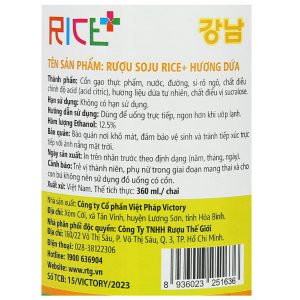 RICE+ 강남
TÊN SẢN PHẨM: RƯỢU SOJU RICE+ HƯƠNG DỨA
Thành phần: Cồn gạo thực phẩm, nước, đường, si-rô ngô, chất điều
chỉnh độ acid (acid citric), hương liệu dứa tự nhiên, chất điều vị sucralose.
Hạn sử dụng: Không có hạn sử dụng.
Hướng dẫn sử dụng: Dùng để uống trực tiếp, ngon hơn khi ướp lạnh.
Hàm lượng Ethanol: 12.5%
Bảo quản: Bảo quản nơi khô mát, đảm bảo vệ sinh và tránh tiếp xúc trực
tiếp với ánh nắng mặt trời.
Ngày sản xuất: In trên nhãn trước theo định dạng (năm, tháng, ngày).
Cảnh báo: Trẻ vị thành niên, phụ nữ trong giai đoạn mang thai và cho
con bú không nên sử dụng đồ uống có cồn.
Xuất xứ: Việt Nam. Thể tích thực: 360 mL/ chai
Nhà sản xuất: Công ty Cổ phần Việt Pháp Victory
Địa chỉ: Xóm Cời, xã Tân Vinh, huyện Lương Sơn, tỉnh Hòa Bình
Nhà phân phối: Công Ty TNHH Rượu Thế Giới
Địa chỉ: 160/22 Võ Thị Sáu, P. Võ Thị Sáu, Q. 3, TP. Hồ Chí Minh.
Điện thoại: 028-38122306
Hotline: 1900 636904
Website: www.rtg.vn
Số TCB: 15/VICTORY/2023
8 936023 251636